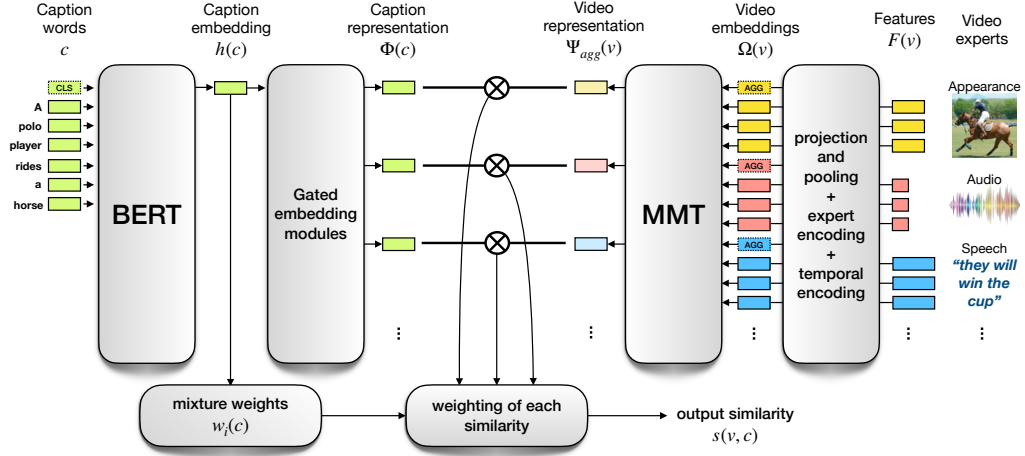 Caption
words
c
Caption
embedding
h(c)
Caption
representation
Φ(c)
Video
representation
Ψagg(v)
Video
embeddings
Ω(v)
Features
F(v)
Video
experts
CLS
A
polo
player
rides
a
horse
BERT
Gated
embedding
modules
MMT
AGG
AGG
AGG
projection
and
pooling
+
expert
encoding
+
temporal
encoding
Appearance
Audio
Speech
“they will
win the
cup”
mixture weights
wi(c)
weighting of each
similarity
output similarity
s(v, c)